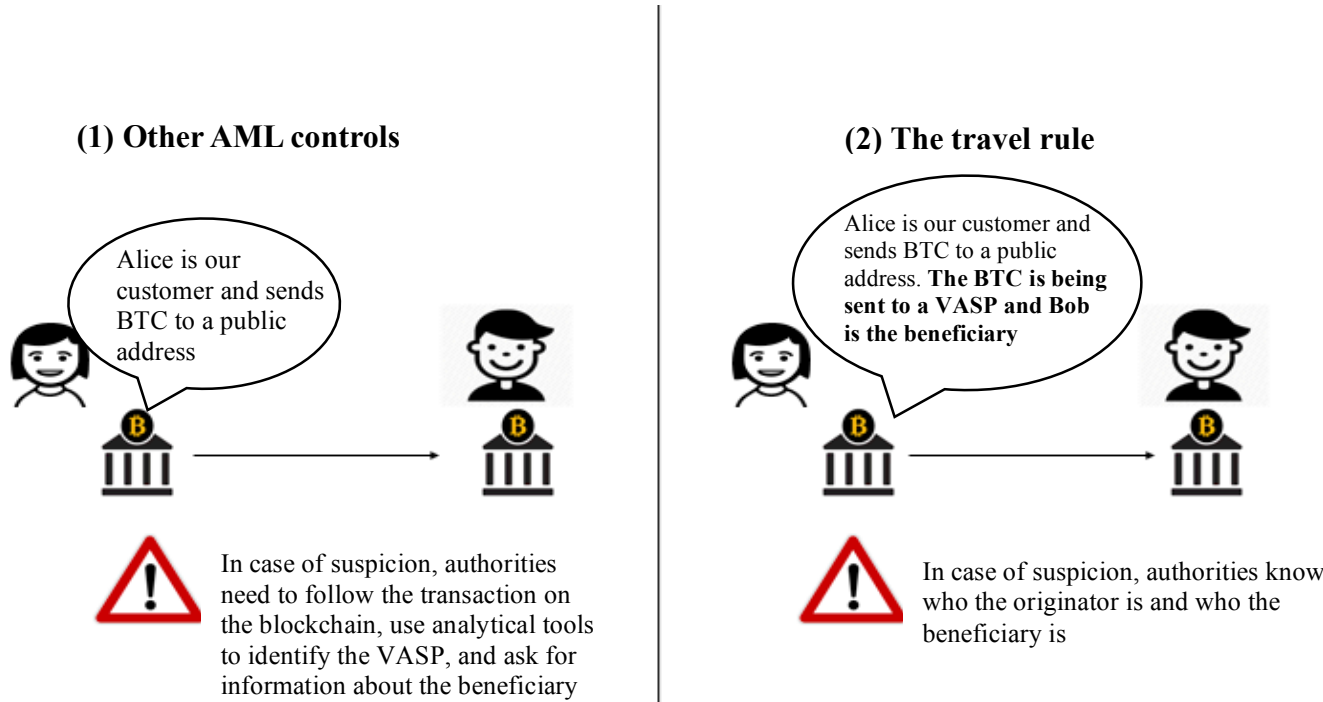 (1) Other AML controls
Alice is our
customer and sends
BTC to a public
address
₿
₿
In case of suspicion, authorities
need to follow the transaction on
the blockchain, use analytical tools
to identify the VASP, and ask for
information about the beneficiary
(2) The travel rule
Alice is our customer and
sends BTC to a public
address. The BTC is being
sent to a VASP and Bob
is the beneficiary
₿
₿
In case of suspicion, authorities know
who the originator is and who the
beneficiary is